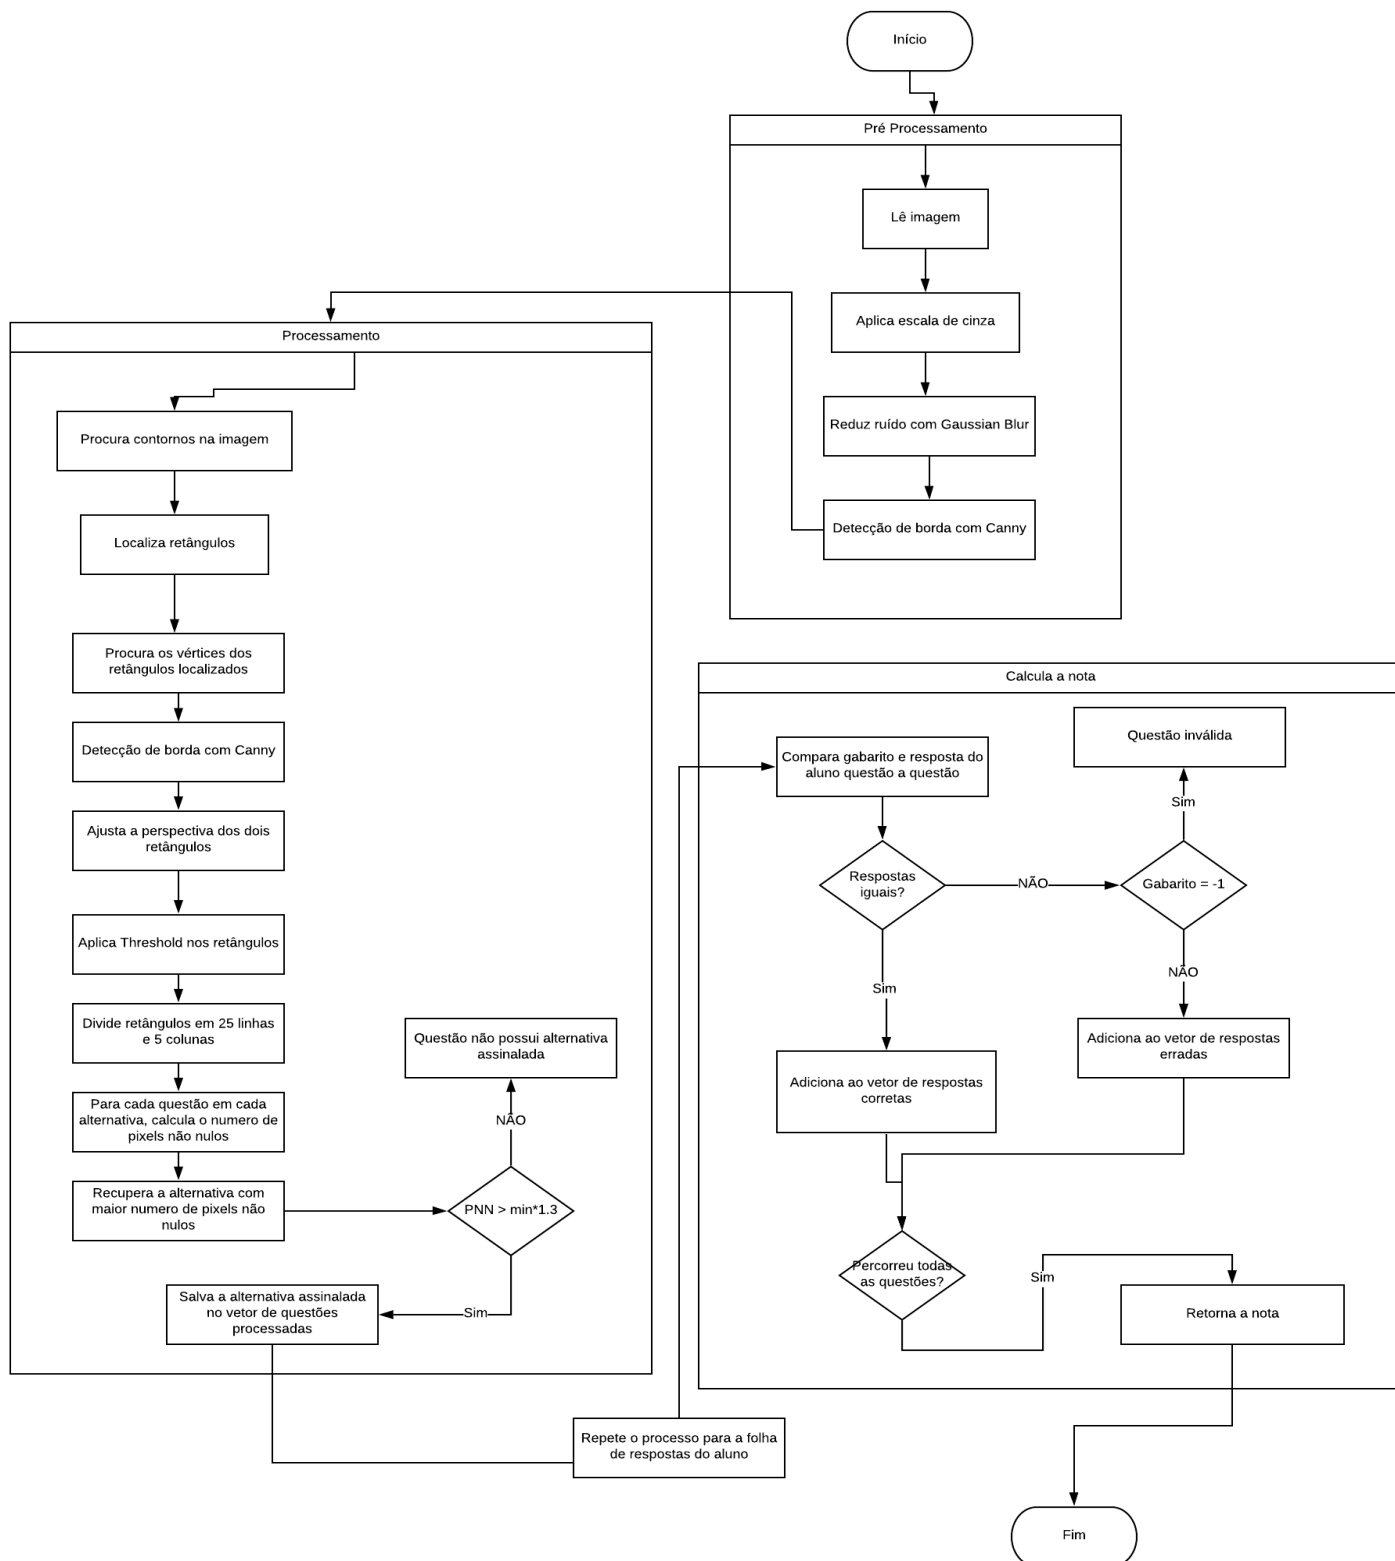 Início
Pré Processamento
Lê imagem
Aplica escala de cinza
Reduz ruído com Gaussian Blur
Detecção de borda com Canny
Processamento
Procura contornos na imagem
Localiza retângulos
Procura os vértices dos
retângulos localizados
Detecção de borda com Canny
Ajusta a perspectiva dos dois
retângulos
Aplica Threshold nos retângulos
Divide retângulos em 25 linhas
e 5 colunas
Para cada questão em cada
alternativa, calcula o numero de
pixels não nulos
Recupera a alternativa com
maior numero de pixels não
nulos
PNN > min*1.3
NÃO
Questão não possui alternativa
assinalada
Sim
Salva a alternativa assinalada
no vetor de questões
processadas
Repete o processo para a folha
de respostas do aluno
Calcula a nota
Compara gabarito e resposta do
aluno questão a questão
Respostas
iguais?
NÃO
Gabarito = -1
Sim
Questão inválida
NÃO
Adiciona ao vetor de respostas
erradas
Sim
Adiciona ao vetor de respostas
corretas
Percorreu todas
as questões?
Sim
Retorna a nota
Fim